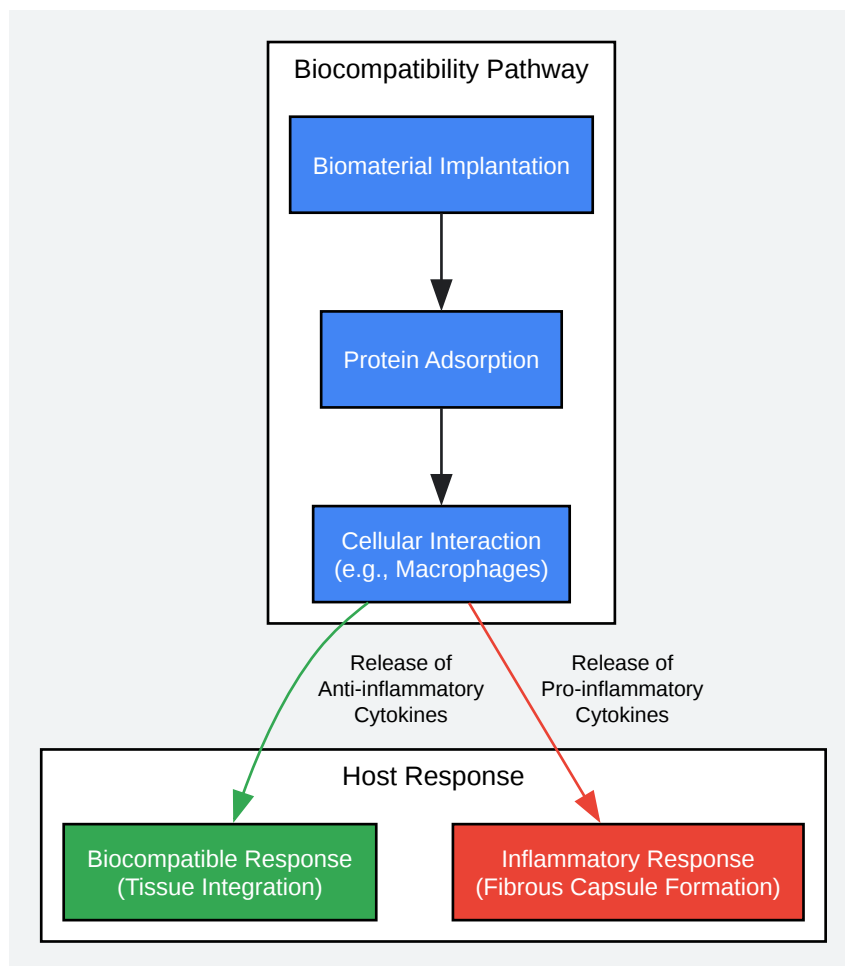 Biocompatibility Pathway
Biomaterial Implantation
Protein Adsorption
Cellular Interaction
(e.g., Macrophages)
Release of
Anti-inflammatory
Cytokines
Release of
Pro-inflammatory
Cytokines
Host Response
Biocompatible Response
(Tissue Integration)
Inflammatory Response
(Fibrous Capsule Formation)